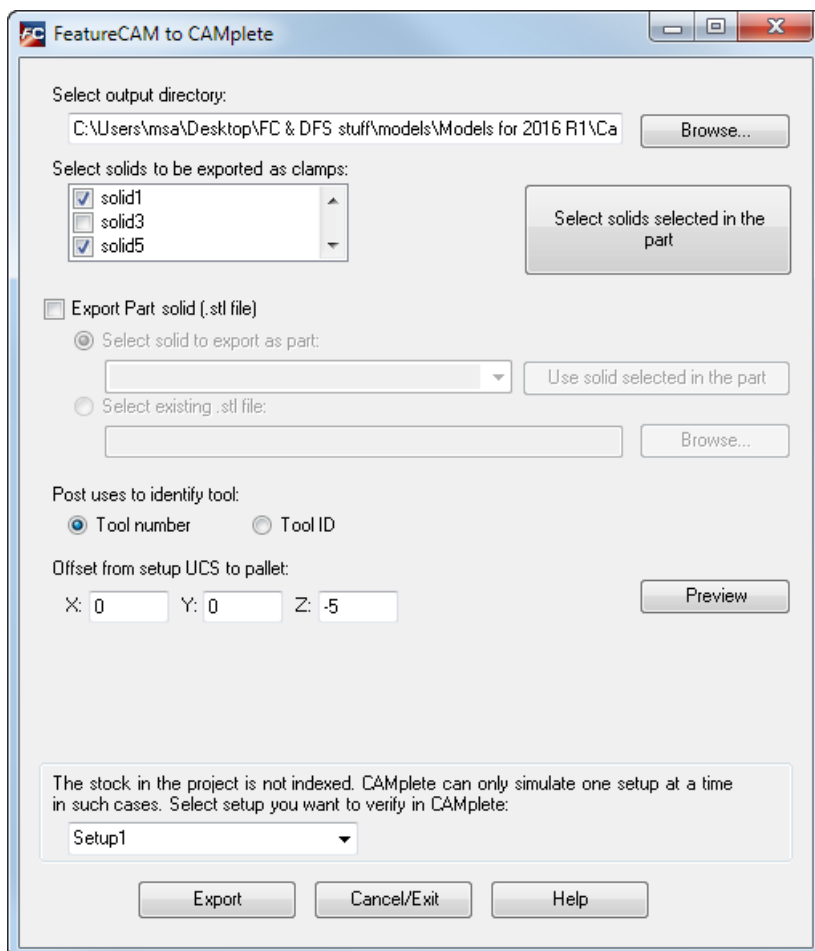 FC FeatureCAM to CAMplete
Select output directory:
C:\Users\msa\Desktop\FC & DFS stuff\models\Models for 2016 R1\Ca
Browse...
Select solids to be exported as clamps:
solid1
solid3
solid5
Select solids selected in the
part
Export Part solid (.stl file)
Select solid to export as part:
Use solid selected in the part
Select existing .stl file:
Browse...
Post uses to identify tool:
Tool number Tool ID
Offset from setup UCS to pallet:
X: 0 Y: 0 Z: -5
Preview
The stock in the project is not indexed. CAMplete can only simulate one setup at a time
in such cases. Select setup you want to verify in CAMplete:
Setup1
Export Cancel/Exit Help